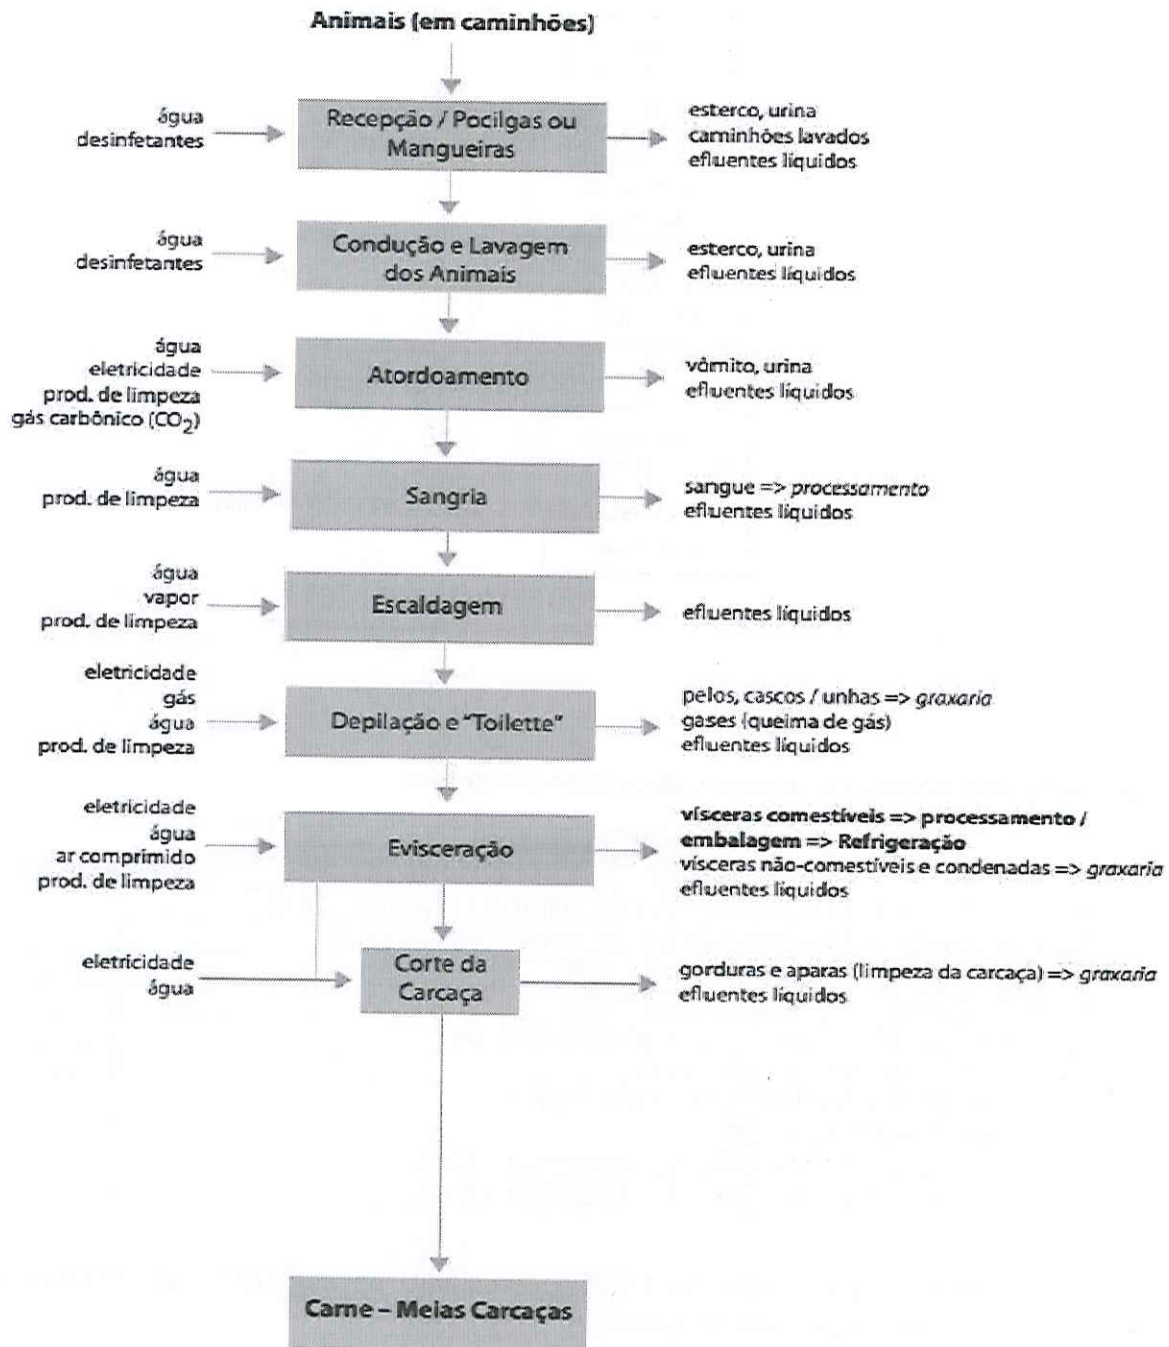 Animais (em caminhões)
água
desinfetantes
Recepção / Pocilgas ou
Mangueiras
esterco, urina
caminhões lavados
efluentes líquidos
água
desinfetantes
Condução e Lavagem
dos Animais
esterco, urina
efluentes líquidos
água
eletricidade
prod. de limpeza
gás carbônico (CO₂)
Atordoamento
vômito, urina
efluentes líquidos
água
prod. de limpeza
Sangria
sangue => processamento
efluentes líquidos
água
vapor
prod. de limpeza
Escaldagem
efluentes líquidos
eletricidade
gás
água
prod. de limpeza
Depilação e "Toilette"
pelos, cascos / unhas => graxaria
gases (queima de gás)
efluentes líquidos
eletricidade
água
ar comprimido
prod. de limpeza
Evisceração
vísceras comestíveis => processamento /
embalagem => Refrigeração
vísceras não-comestíveis e condenadas => graxaria
efluentes líquidos
eletricidade
água
Corte da
Carcaça
gorduras e aparas (limpeza da carcaça) => graxaria
efluentes líquidos
Carne – Meias Carcaças